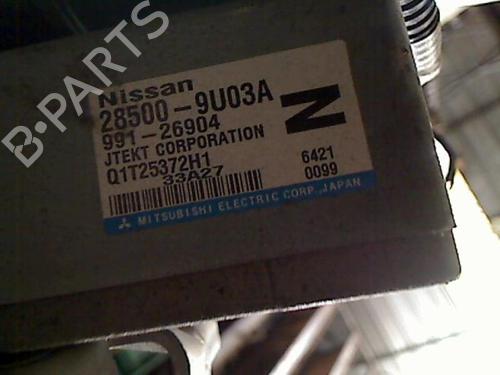 B-PARTS
Nissan
28500-9U03A
991-26904
JTEKT CORPORATION
Q1T25372H1
33A27
N
6421
0099
MITSUBISHI ELECTRIC CORP. JAPAN